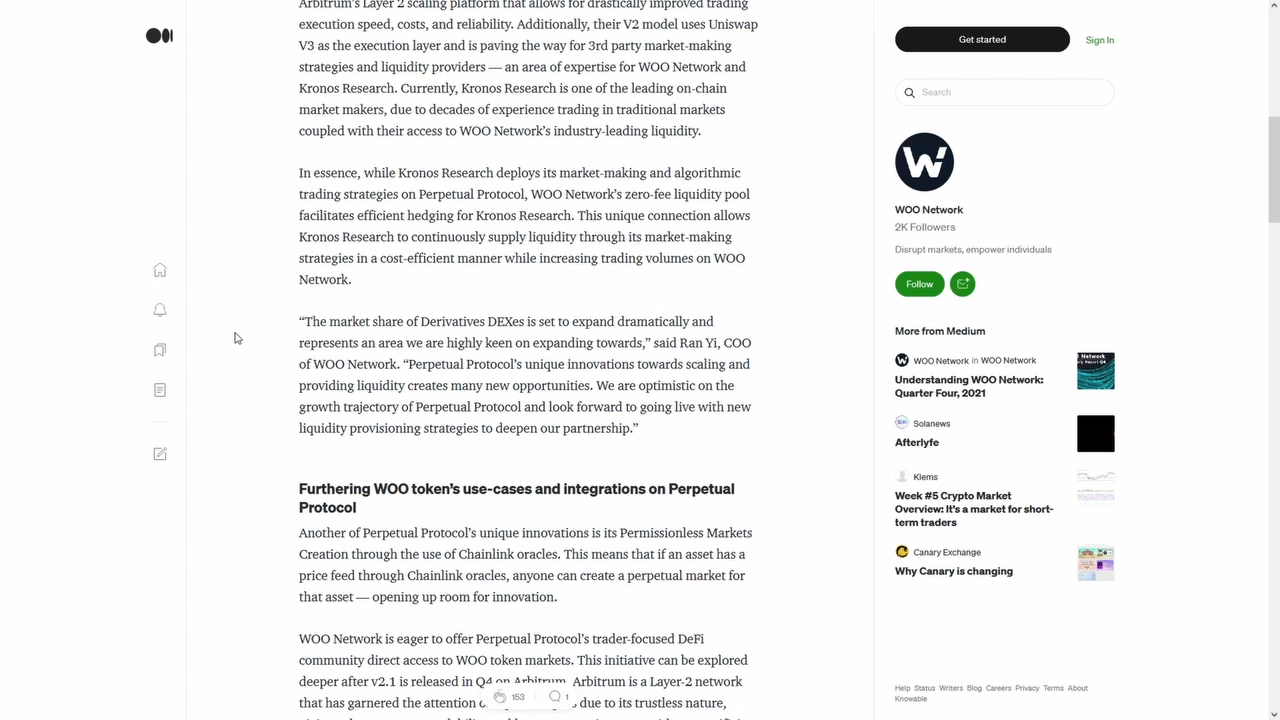 Arbitrum's Layer 2 scaling platform that allows for drastically improved trading
execution speed, costs, and reliability. Additionally, their V2 model uses Uniswap
V3 as the execution layer and is paving the way for 3rd party market-making
strategies and liquidity providers — an area of expertise for WOO Network and
Kronos Research. Currently, Kronos Research is one of the leading on-chain
market makers, due to decades of experience trading in traditional markets
coupled with their access to WOO Network's industry-leading liquidity.
In essence, while Kronos Research deploys its market-making and algorithmic
trading strategies on Perpetual Protocol, WOO Network's zero-fee liquidity pool
facilitates efficient hedging for Kronos Research. This unique connection allows
Kronos Research to continuously supply liquidity through its market-making
strategies in a cost-efficient manner while increasing trading volumes on WOO
Network.
“The market share of Derivatives DEXes is set to expand dramatically and
represents an area we are highly keen on expanding towards,” said Ran Yi, COO
of WOO Network. “Perpetual Protocol's unique innovations towards scaling and
providing liquidity creates many new opportunities. We are optimistic on the
growth trajectory of Perpetual Protocol and look forward to going live with new
liquidity provisioning strategies to deepen our partnership.”
Furthering WOO token's use-cases and integrations on Perpetual
Protocol
Another of Perpetual Protocol's unique innovations is its Permissionless Markets
Creation through the use of Chainlink oracles. This means that if an asset has a
price feed through Chainlink oracles, anyone can create a perpetual market for
that asset — opening up room for innovation.
WOO Network is eager to offer Perpetual Protocol's trader-focused DeFi
community direct access to WOO token markets. This initiative can be explored
deeper after v2.1 is released in Q4 on Arbitrum. Arbitrum is a Layer-2 network
that has garnered the attention due to its trustless nature,
153 1
Get started Sign In
Search
W
WOO Network
2K Followers
Disrupt markets, empower individuals
Follow
More from Medium
WOO Network in WOO Network
Understanding WOO Network:
Quarter Four, 2021
Solanews
Afterlyfe
Klems
Week #5 Crypto Market
Overview: It's a market for short-
term traders
Canary Exchange
Why Canary is changing
Help Status Writers Blog Careers Privacy Terms About
Knowable